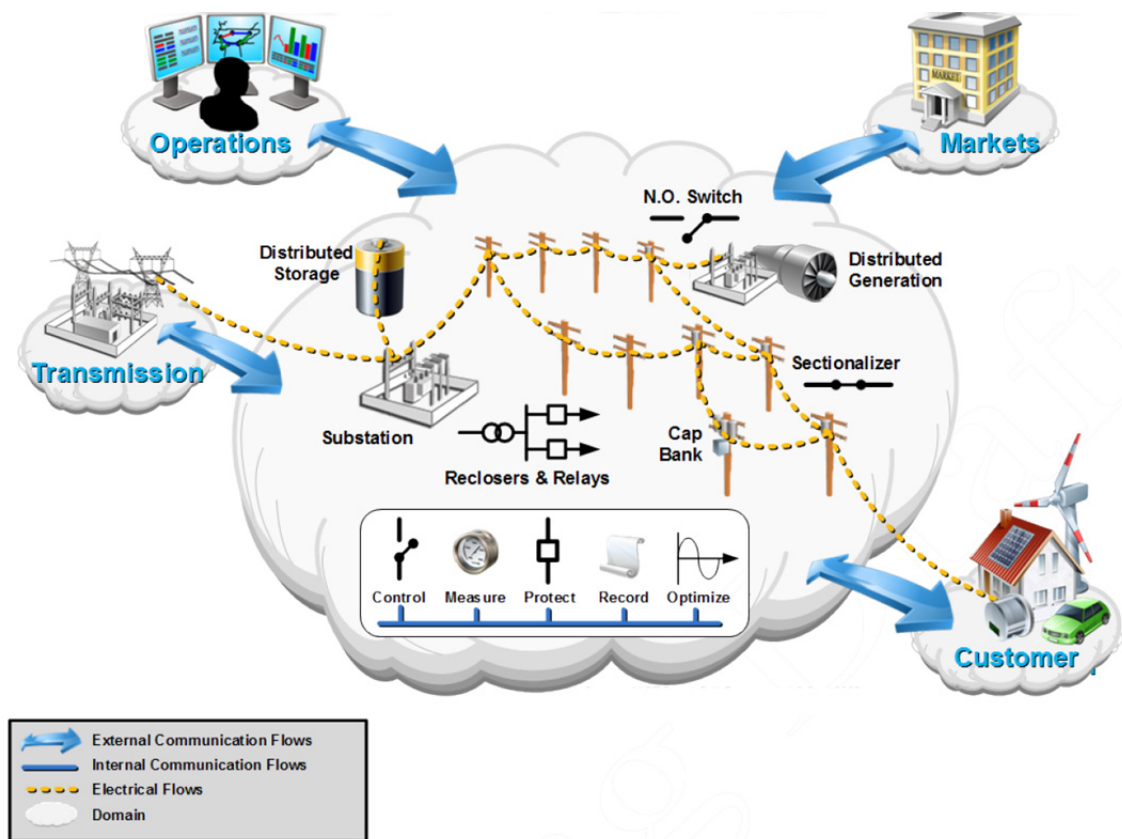 Operations
MARKET
Markets
N.O. Switch
Distributed
Storage
Distributed
Generation
Transmission
Sectionalizer
Substation
Cap
Bank
Reclosers & Relays
Control
Measure
Protect
Record
Optimize
Customer
External Communication Flows
Internal Communication Flows
Electrical Flows
Domain